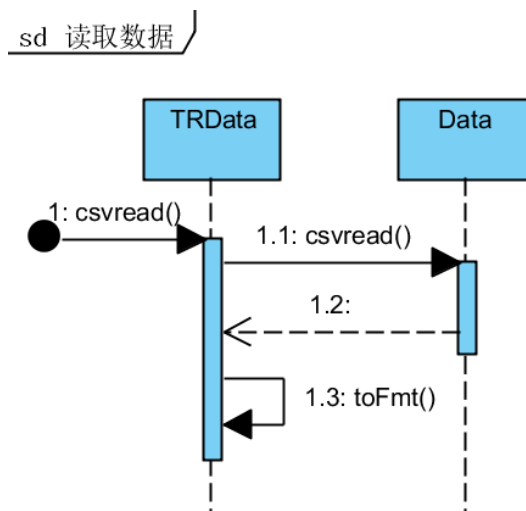 sd 读取数据
TRData
Data
1: csvread()
1.1: csvread()
1.2:
1.3: toFmt()